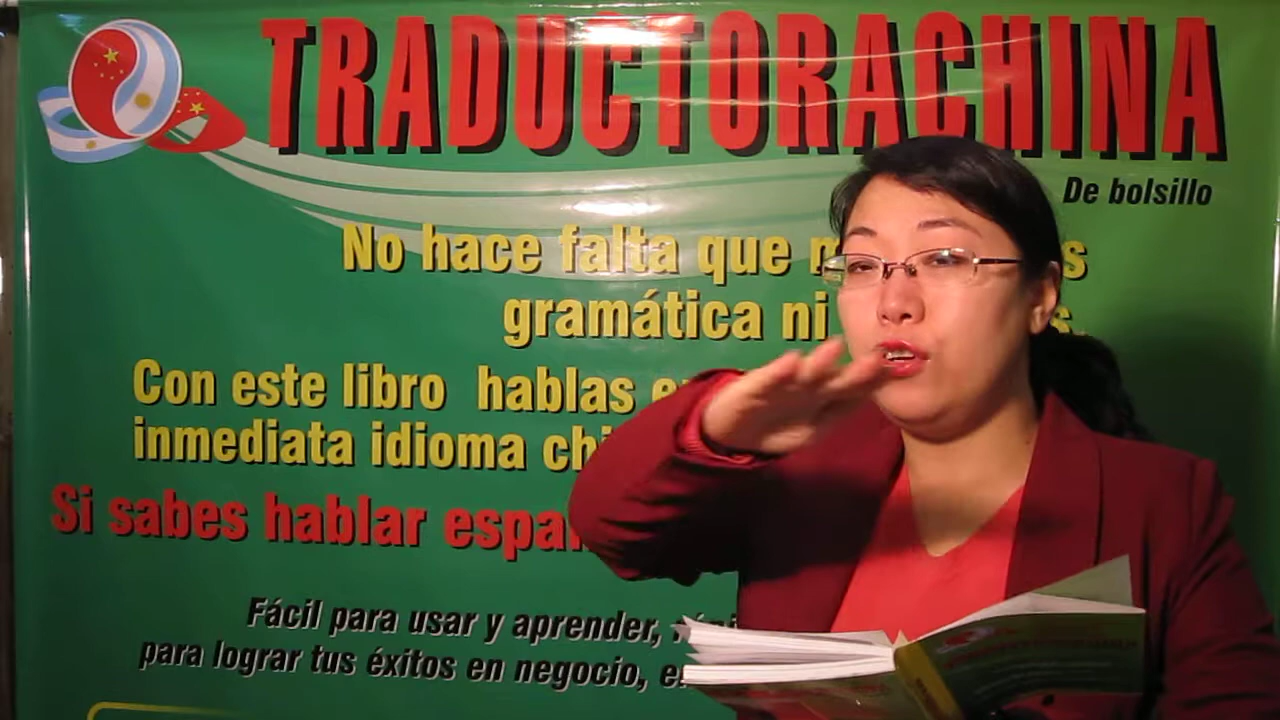 TRADUCTORACHINA
De bolsillo
No hace falta que
gramática ni
Con este libro hablas
inmediata idioma
Si sabes hablar
Fácil para usar y aprender,
para lograr tus éxitos en negocio,